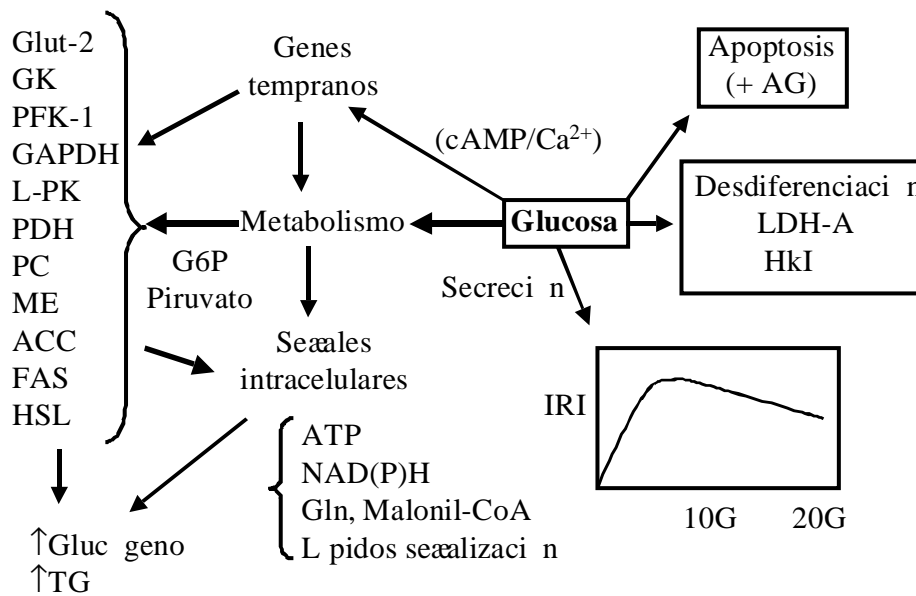 Glut-2
GK
PFK-1
GAPDH
L-PK
PDH
PC
ME
ACC
FAS
HSL
↑Gluc geno
↑TG
Genes
tempranos
Metabolismo
G6P
Piruvato
Seæales
intracelulares
ATP
NAD(P)H
Gln, Malonil-CoA
L pidos seæalizaci n
(cAMP/Ca²⁺)
Glucosa
Secreci n
Apoptosis
(+ AG)
Desdiferenciaci n
LDH-A
HkI
IRI
10G 20G